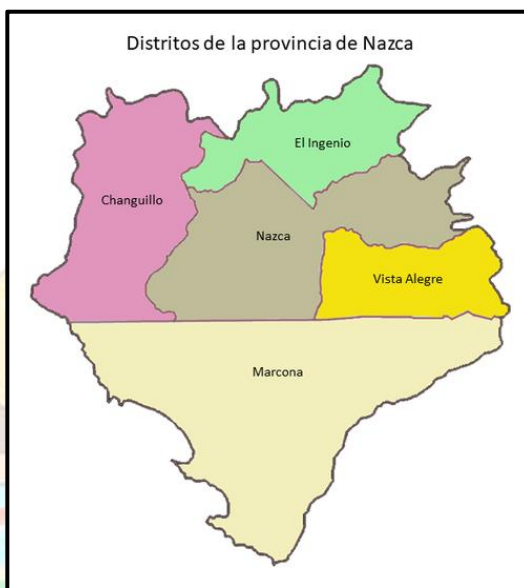 Distritos de la provincia de Nazca
El Ingenio
Changuillo
Nazca
Vista Alegre
Marcona